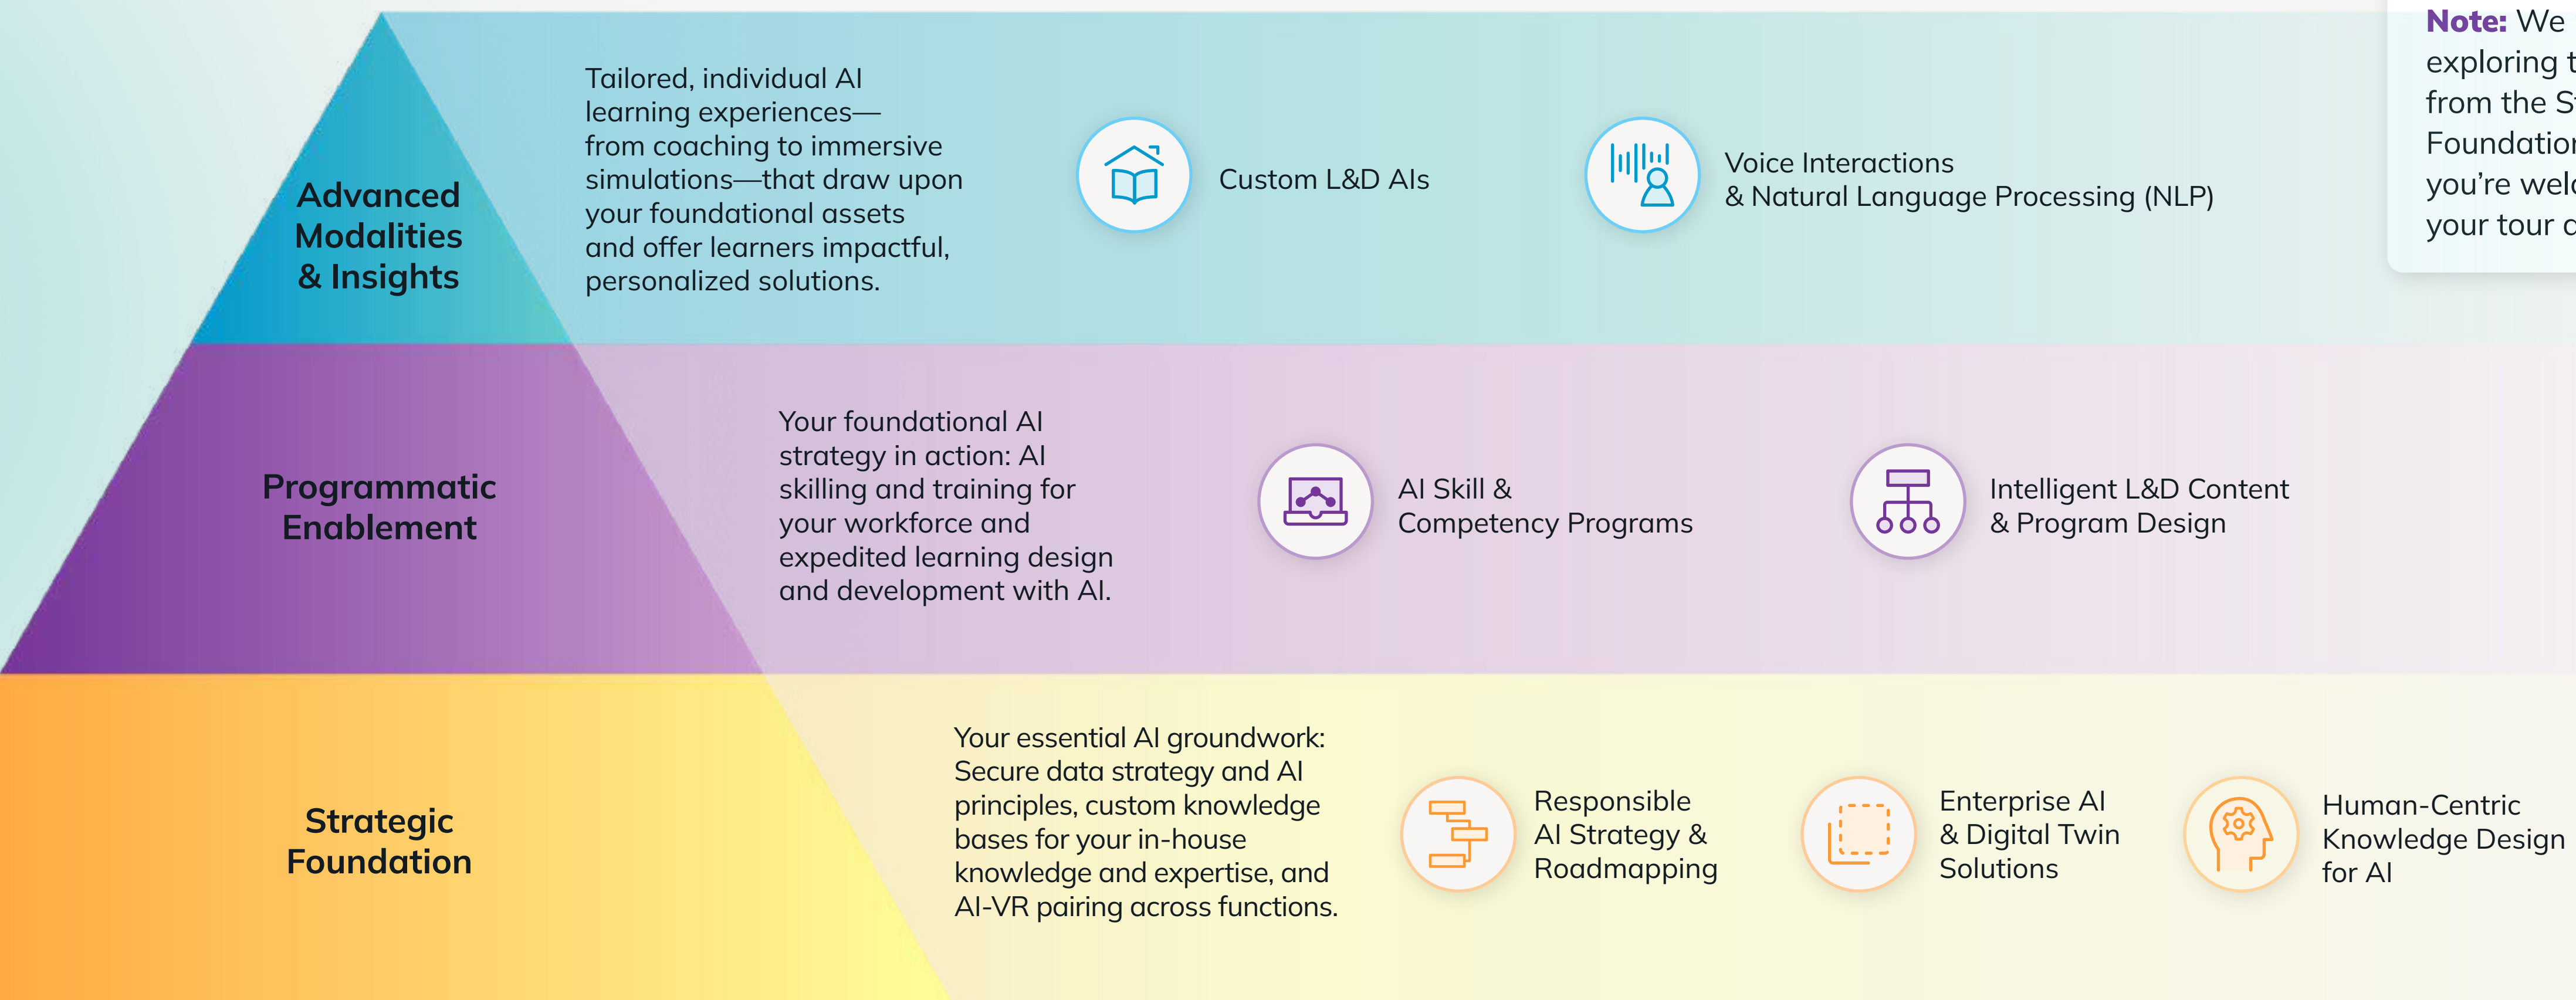 Note: We
exploring
from the
Foundation
you're
your tour
Tailored, individual AI
learning experiences—
from coaching to immersive
simulations—that draw upon
your foundational assets
and offer learners impactful,
personalized solutions.
Custom L&D AIs
Voice Interactions
& Natural Language Processing (NLP)
Advanced
Modalities
& Insights
Your foundational AI
strategy in action: AI
skilling and training for
your workforce and
expedited learning design
and development with AI.
AI Skill &
Competency Programs
Intelligent L&D Content
& Program Design
Programmatic
Enablement
Your essential AI groundwork:
Secure data strategy and AI
principles, custom knowledge
bases for your in-house
knowledge and expertise, and
AI-VR pairing across functions.
Responsible
AI Strategy &
Roadmapping
Enterprise AI
& Digital Twin
Solutions
Human-Centric
Knowledge Design
for AI
Strategic
Foundation